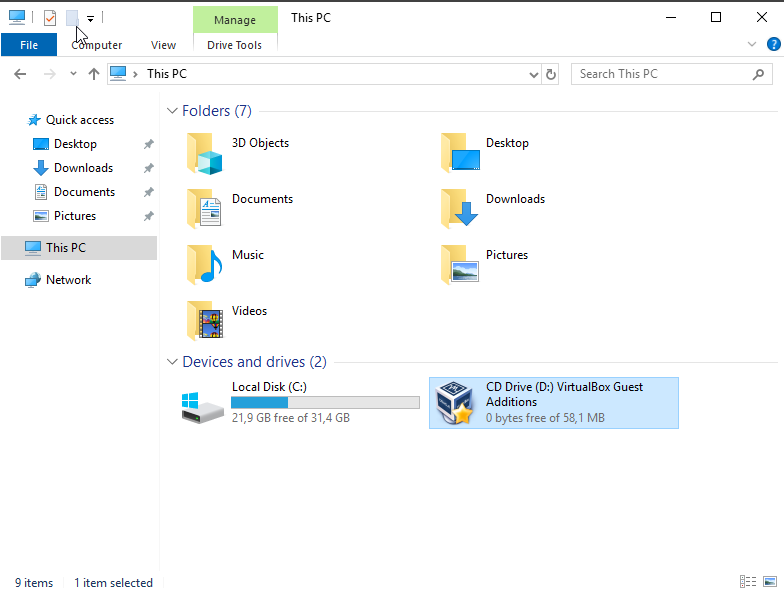 Manage
This PC
File
Computer
View
Drive Tools
?
This PC
Search This PC
Quick access
Desktop
Downloads
Documents
Pictures
This PC
Network
Folders (7)
3D Objects
Desktop
Documents
Downloads
Music
Pictures
Videos
Devices and drives (2)
Local Disk (C:)
21,9 GB free of 31,4 GB
CD Drive (D:) VirtualBox Guest
Additions
0 bytes free of 58,1 MB
9 items
1 item selected